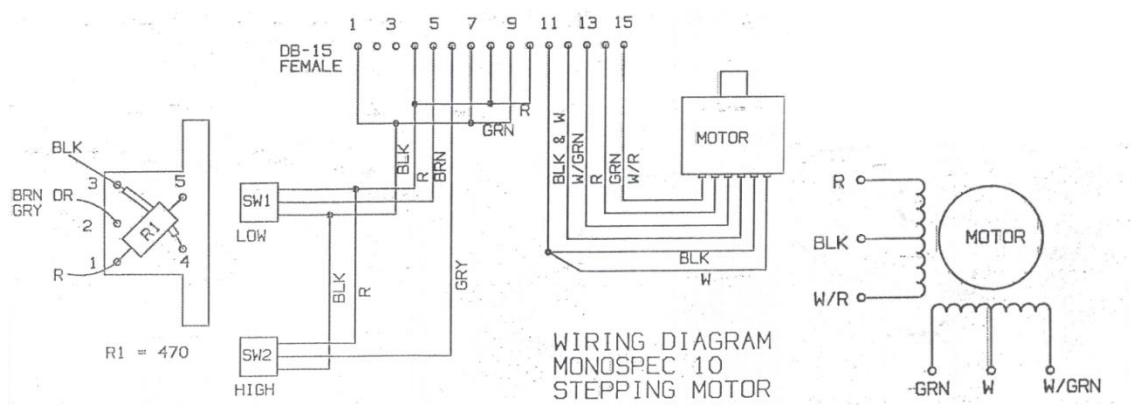 1 3 5 7 9 11 13 15
DB-15
FEMALE
R
GRN
BLK
R
BRN
BLK & W
W/GRN
R
GRN
W/R
MOTOR
BLK
3
5
BRN OR
GRY
2
R1
1
4
R
R1 = 470
SW1
LOW
BLK
R
GRY
SW2
HIGH
BLK
W
WIRING DIAGRAM
MONOSPEC 10
STEPPING MOTOR
R
BLK
W/R
MOTOR
GRN W W/GRN